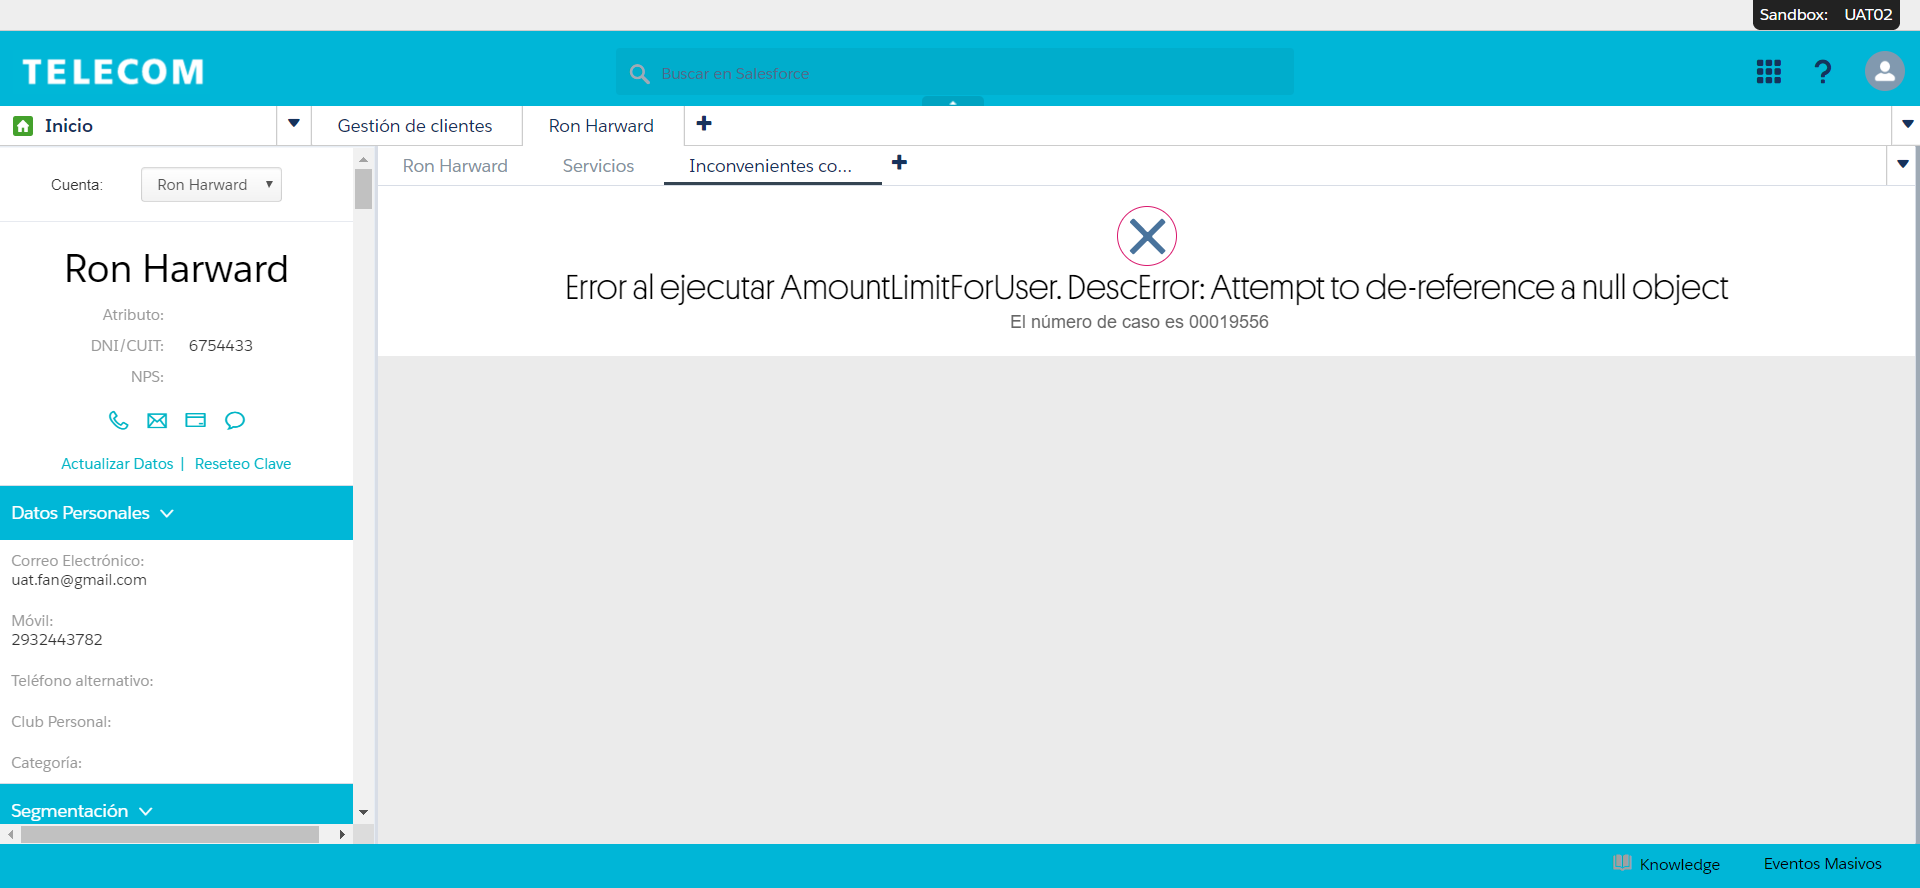 Sandbox: UAT02
TELECOM
Buscar en Salesforce
?
Inicio
Gestión de clientes
Ron Harward
Ron Harward
Servicios
Inconvenientes co...
Cuenta:
Ron Harward
Ron Harward
Atributo:
DNI/CUIT: 6754433
NPS:
Actualizar Datos | Reseteo Clave
Datos Personales
Correo Electrónico:
uat.fan@gmail.com
Móvil:
2932443782
Teléfono alternativo:
Club Personal:
Categoría:
Segmentación
Error al ejecutar AmountLimitForUser. DescError: Attempt to de-reference a null object
El número de caso es 00019556
Knowledge
Eventos Masivos